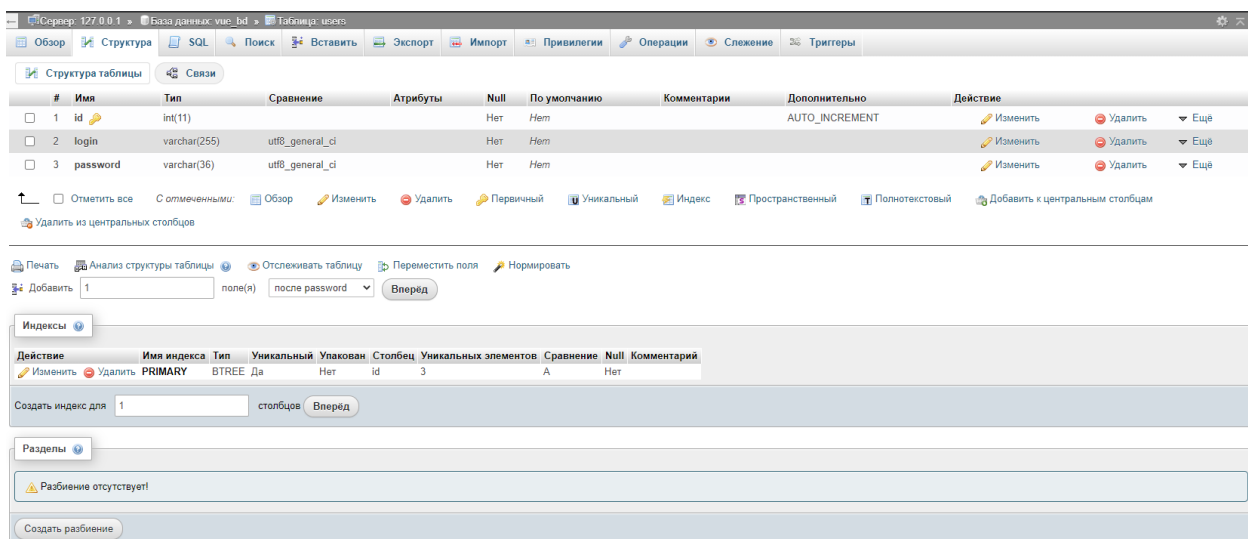 Сервер: 127.0.0.1 » База данных: vue_bd » Таблица: users
Обзор Структура SQL Поиск Вставить Экспорт Импорт Привилегии Операции Слежение Триггеры
Структура таблицы Связи
# Имя Тип Сравнение Атрибуты Null По умолчанию Комментарии Дополнительно Действие
1 id int(11) Нет Нет AUTO_INCREMENT Изменить Удалить Ещё
2 login varchar(255) utf8_general_ci Нет Нет Изменить Удалить Ещё
3 password varchar(36) utf8_general_ci Нет Нет Изменить Удалить Ещё
Отметить все С отмеченными: Обзор Изменить Удалить Первичный Уникальный Индекс Пространственный Полнотекстовый Добавить к центральным столбцам
Удалить из центральных столбцов
Печать Анализ структуры таблицы Отслеживать таблицу Переместить поля Нормировать
Добавить 1 поле(я) после password Вперёд
Индексы
Действие Имя индекса Тип Уникальный Упакован Столбец Уникальных элементов Сравнение Null Комментарий
Изменить Удалить PRIMARY BTREE Да Нет id 3 A Нет
Создать индекс для 1 столбцов Вперёд
Разделы
Разбиение отсутствует!
Создать разбиение